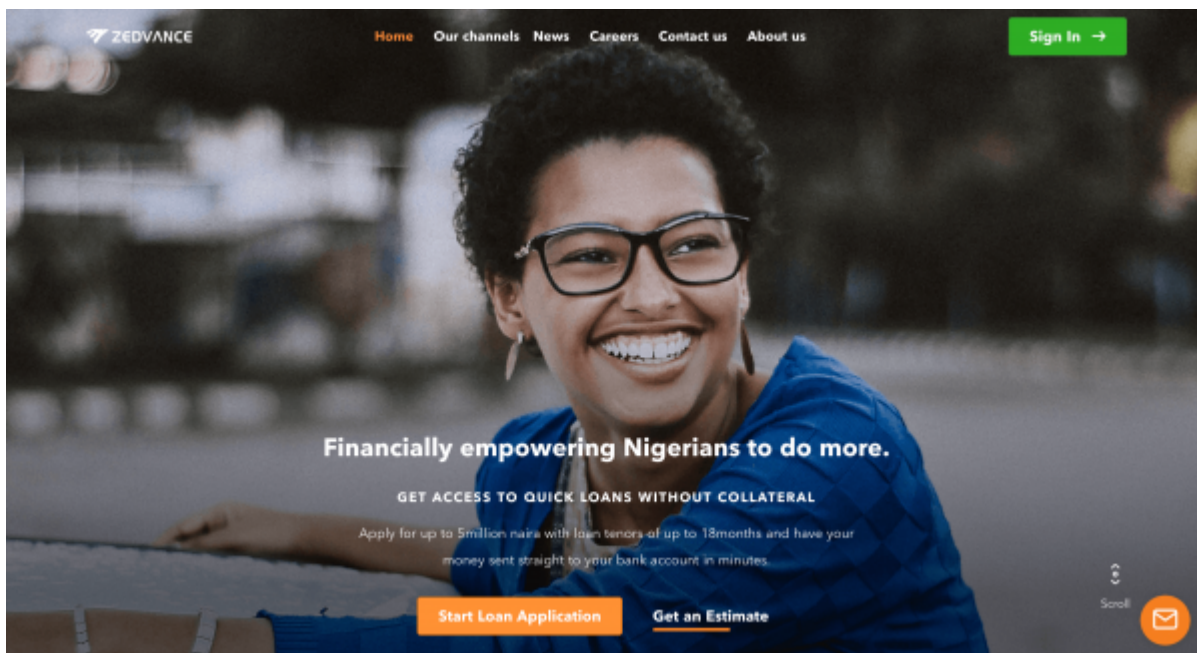 ZEDVANCE
Home Our channels News Careers Contact us About us
Sign In →
Financially empowering Nigerians to do more.
GET ACCESS TO QUICK LOANS WITHOUT COLLATERAL
Apply for up to 5million naira with loan tenors of up to 18months and have your
money sent straight to your bank account in minutes.
Scroll
Start Loan Application Get an Estimate